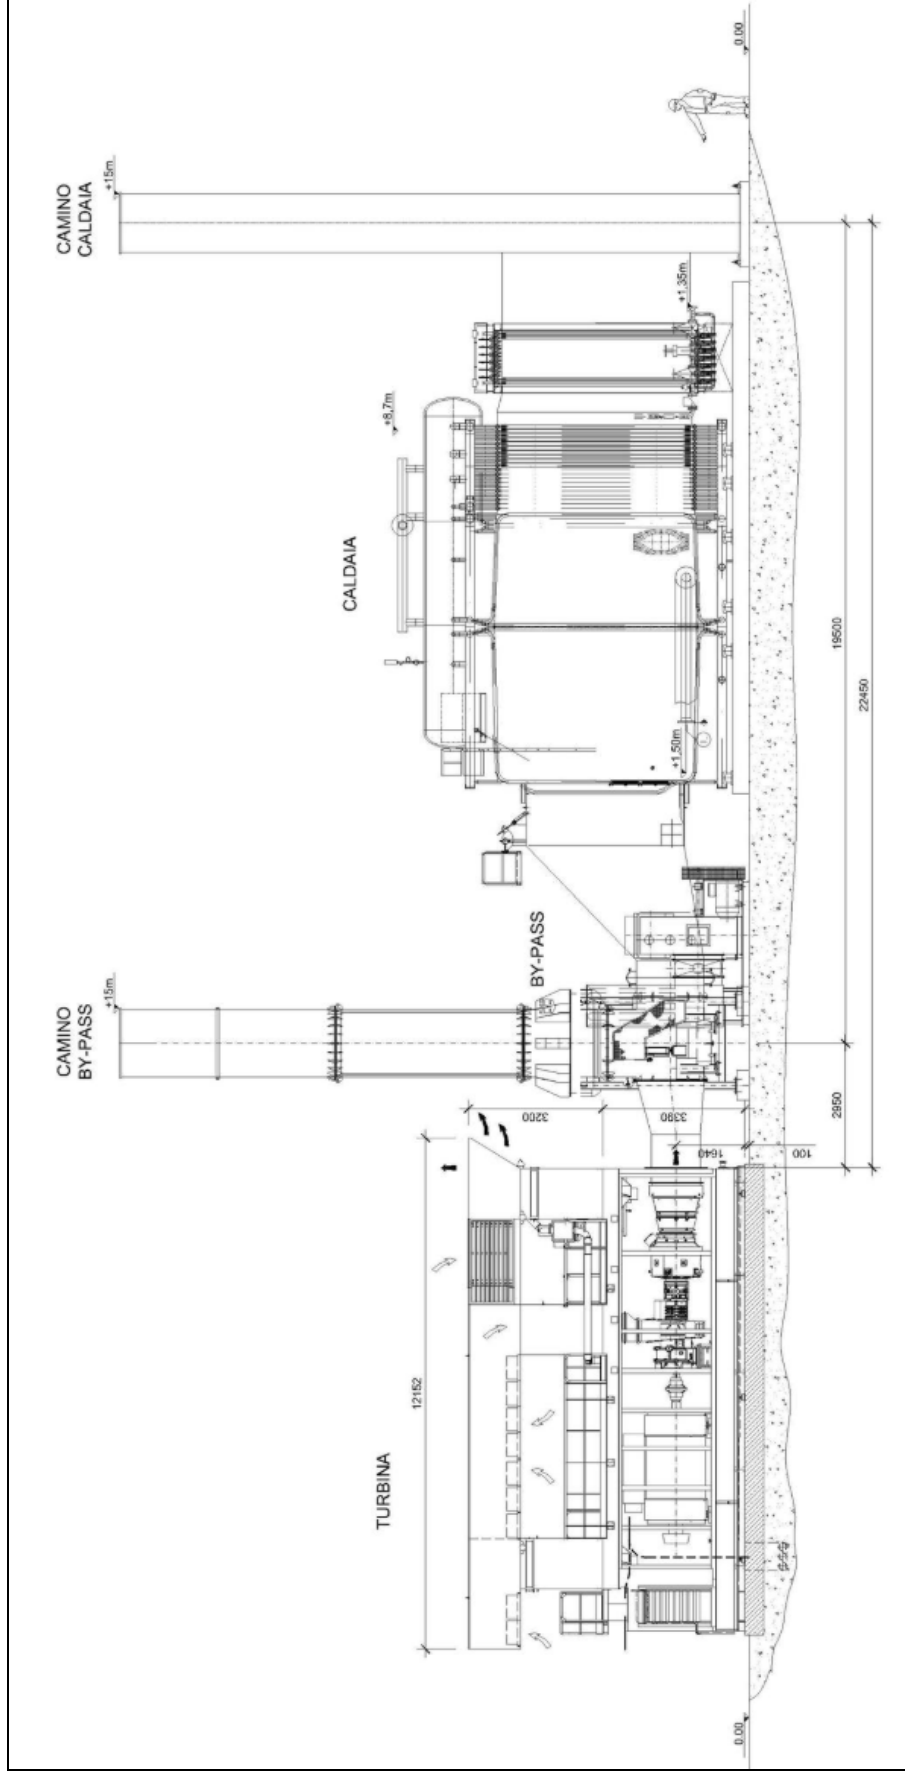 CAMINO
CALDAIA
+15m
0.00
+8,7m
+1,35m
CALDAIA
+1,50m
19500
22450
CAMINO
BY-PASS
+15m
BY-PASS
3200
3390
1640
100
2950
TURBINA
12152
0.00